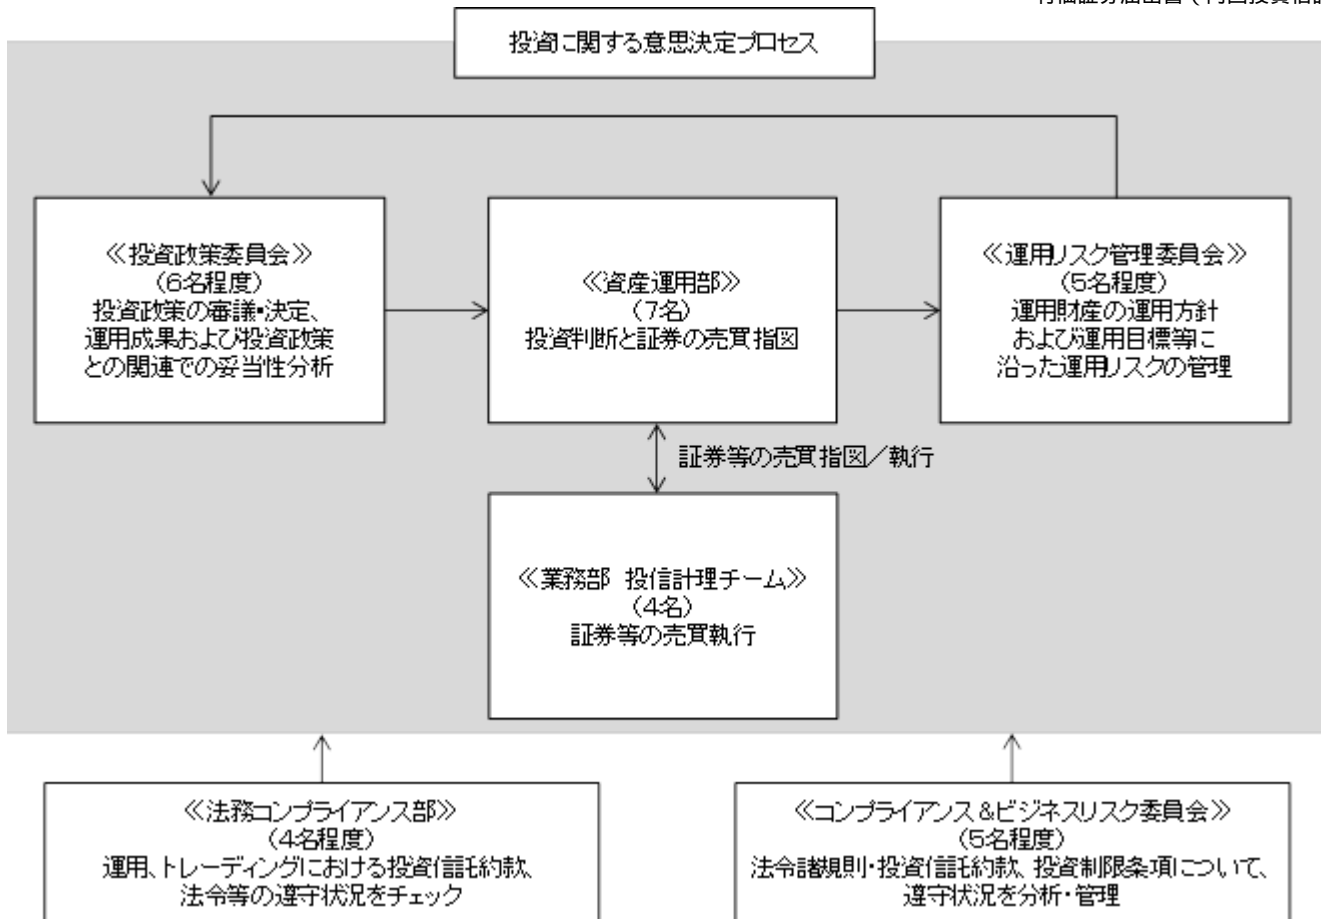 投資に関する意思決定プロセス
≪投資政策委員会≫
(6名程度)
投資政策の審議・決定、
運用成果および投資政策
との関連での妥当性分析
≪資産運用部≫
(7名)
投資判断と証券の売買指図
≪運用リスク管理委員会≫
(5名程度)
運用財産の運用方針
および運用目標等に
沿った運用リスクの管理
証券等の売買指図／執行
≪業務部 投信計理チーム≫
(4名)
証券等の売買執行
≪法務コンプライアンス部≫
(4名程度)
運用、トレーディングにおける投資信託約款、
法令等の遵守状況をチェック
≪コンプライアンス＆ビジネスリスク委員会≫
(5名程度)
法令諸規則・投資信託約款、投資制限条項について、
遵守状況を分析・管理